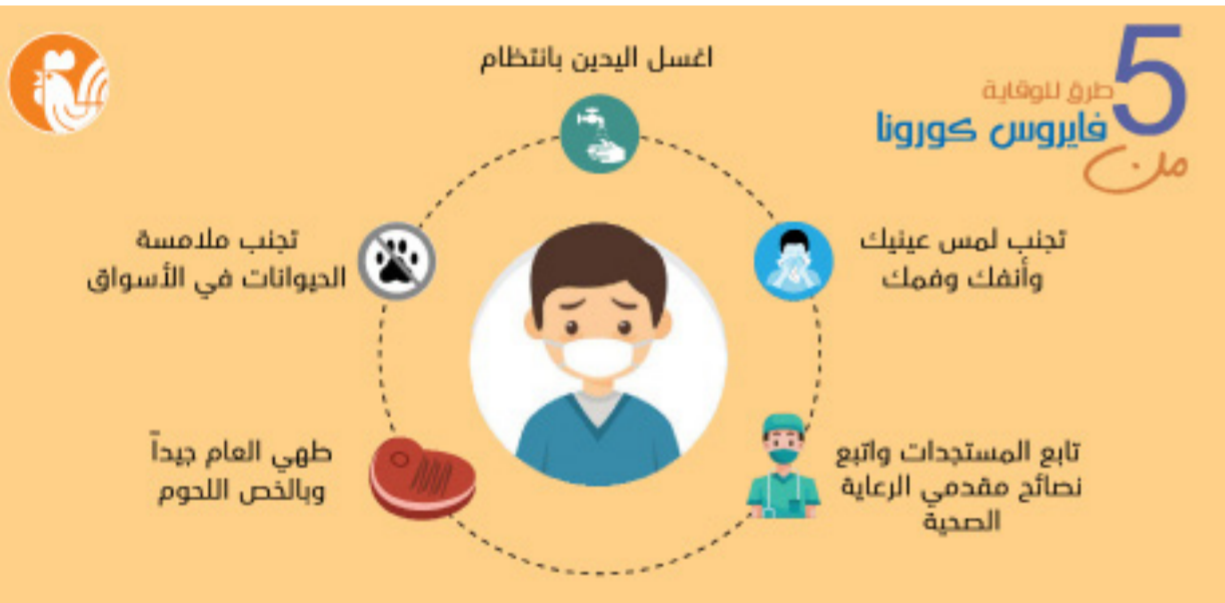 5
طرق للوقاية
من
فايروس كورونا
اغسل اليدين بانتظام
تجنب لمس عينيك
وأنفك وفمك
تابع المستجدات واتبع
نصائح مقدمي الرعاية
الصحية
طهي العام جيداً
وبالخص اللحوم
تجنب ملامسة
الحيوانات في الأسواق